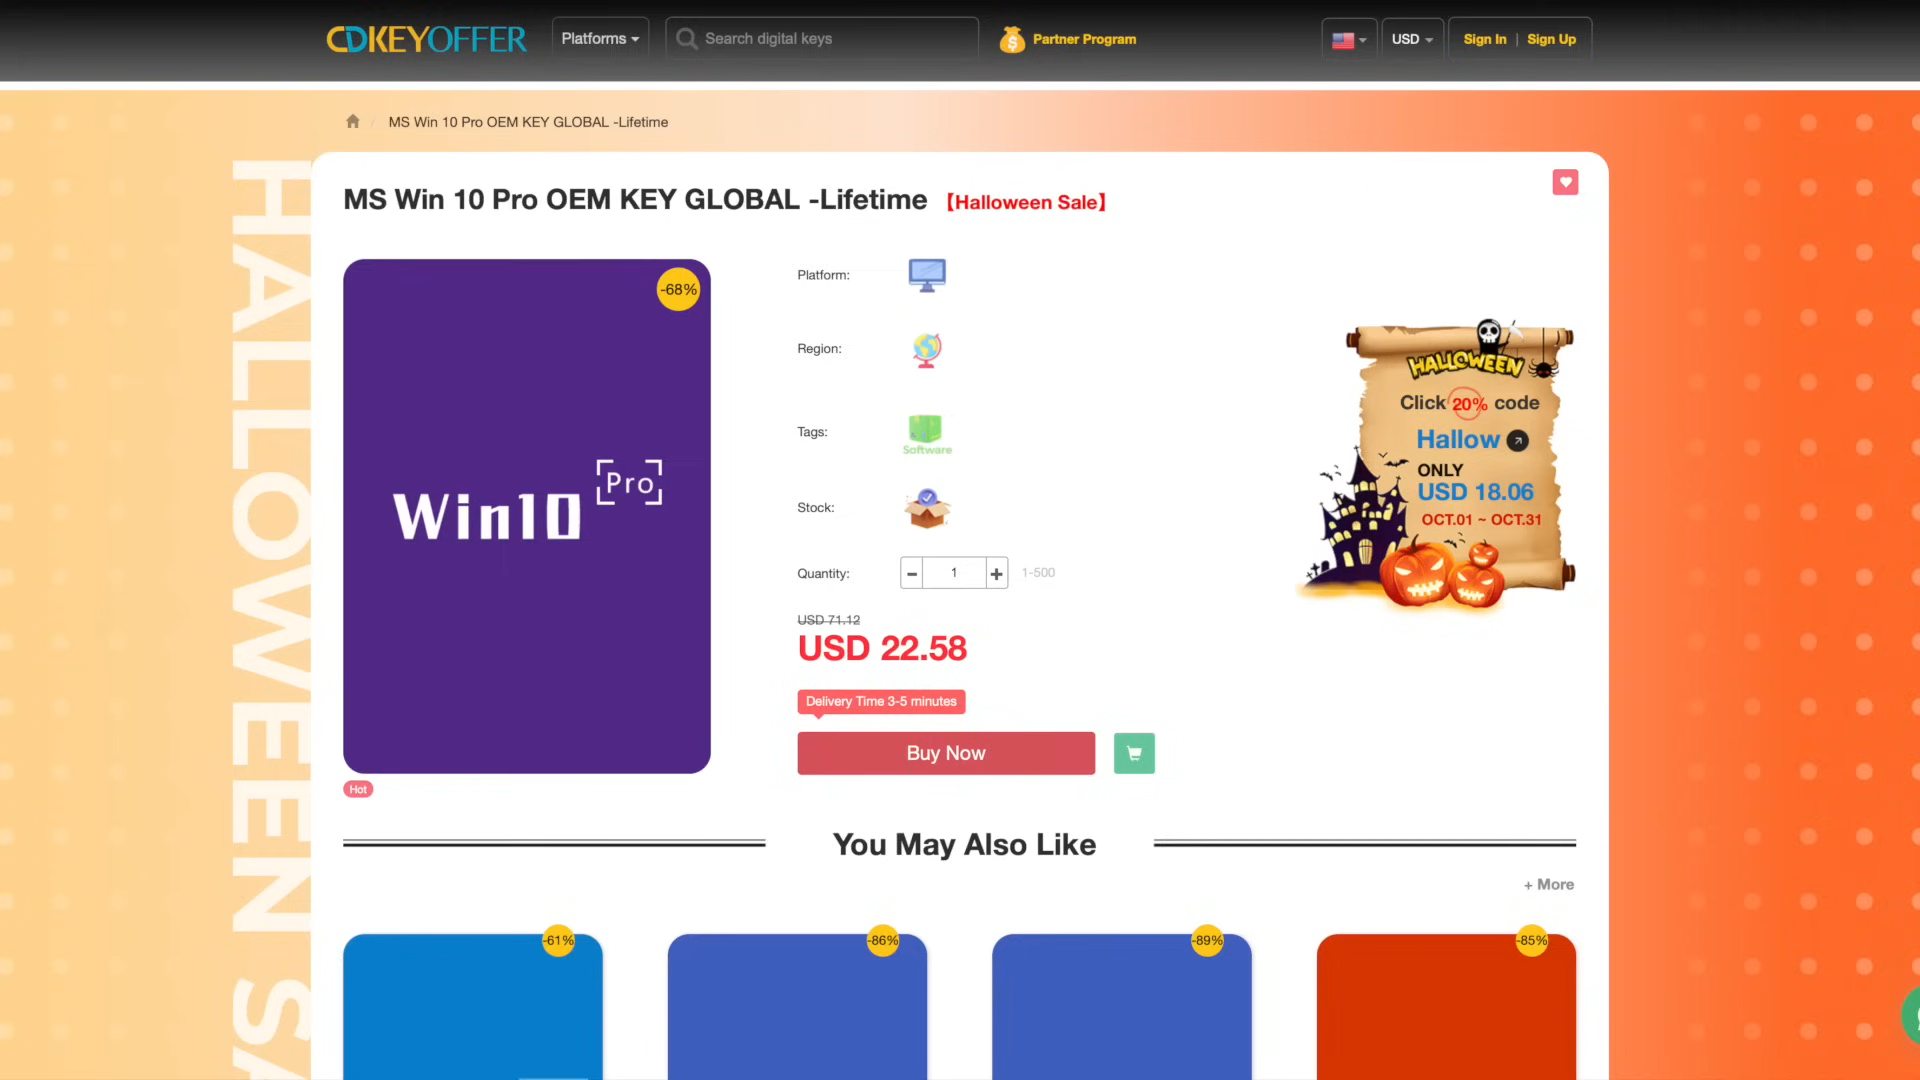 CDKEYOFFER
Platforms
Search digital keys
Partner Program
USD
Sign In | Sign Up
MS Win 10 Pro OEM KEY GLOBAL -Lifetime
MS Win 10 Pro OEM KEY GLOBAL -Lifetime 【Halloween Sale】
-68%
Win10 Pro
Hot
Platform:
Region:
Tags:
Software
Stock:
Quantity:
1
1-500
USD 71.12
USD 22.58
Delivery Time 3-5 minutes
Buy Now
HALLOWEEN
Click 20% code
Hallow
ONLY
USD 18.06
OCT.01 ~ OCT.31
HALLOWEEN SA
You May Also Like
+ More
-61%
-86%
-89%
-85%